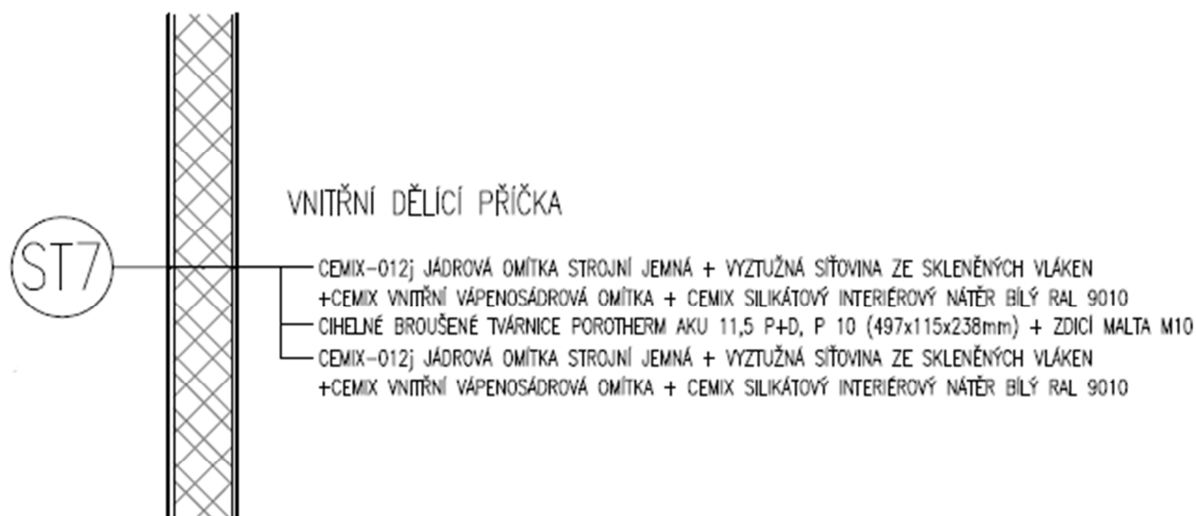 VNITŘNÍ DĚLÍCÍ PŘÍČKA
ST7
CEMIX-012j JÁDROVÁ OMÍTKA STROJNÍ JEMNÁ + VYZTUŽNÁ SÍŤOVINA ZE SKLENĚNÝCH VLÁKEN
+CEMIX VNITŘNÍ VÁPENOSÁDROVÁ OMÍTKA + CEMIX SILIKÁTOVÝ INTERIÉROVÝ NÁTĚR BÍLÝ RAL 9010
CIHELNÉ BROUŠENÉ TVÁRNICE POROTHERM AKU 11,5 P+D, P 10 (497x115x238mm) + ZDICÍ MALTA M10
CEMIX-012j JÁDROVÁ OMÍTKA STROJNÍ JEMNÁ + VYZTUŽNÁ SÍŤOVINA ZE SKLENĚNÝCH VLÁKEN
+CEMIX VNITŘNÍ VÁPENOSÁDROVÁ OMÍTKA + CEMIX SILIKÁTOVÝ INTERIÉROVÝ NÁTĚR BÍLÝ RAL 9010